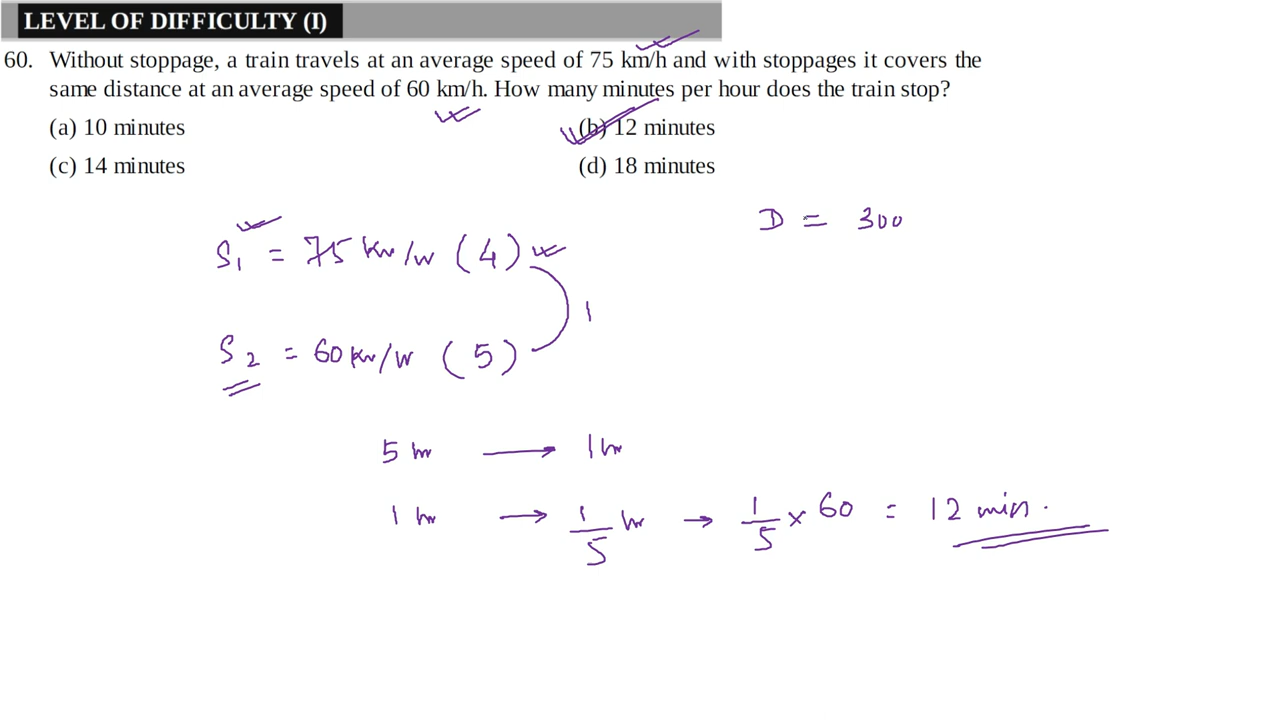 LEVEL OF DIFFICULTY (I)
60. Without stoppage, a train travels at an average speed of 75 km/h and with stoppages it covers the
same distance at an average speed of 60 km/h. How many minutes per hour does the train stop?
(a) 10 minutes (b) 12 minutes
(c) 14 minutes (d) 18 minutes
D = 300
S1 = 75 km/hr (4)
1
S2 = 60 km/hr (5)
5 hr → 1 hr
1 hr → 1/5 hr → 1/5 × 60 = 12 min.